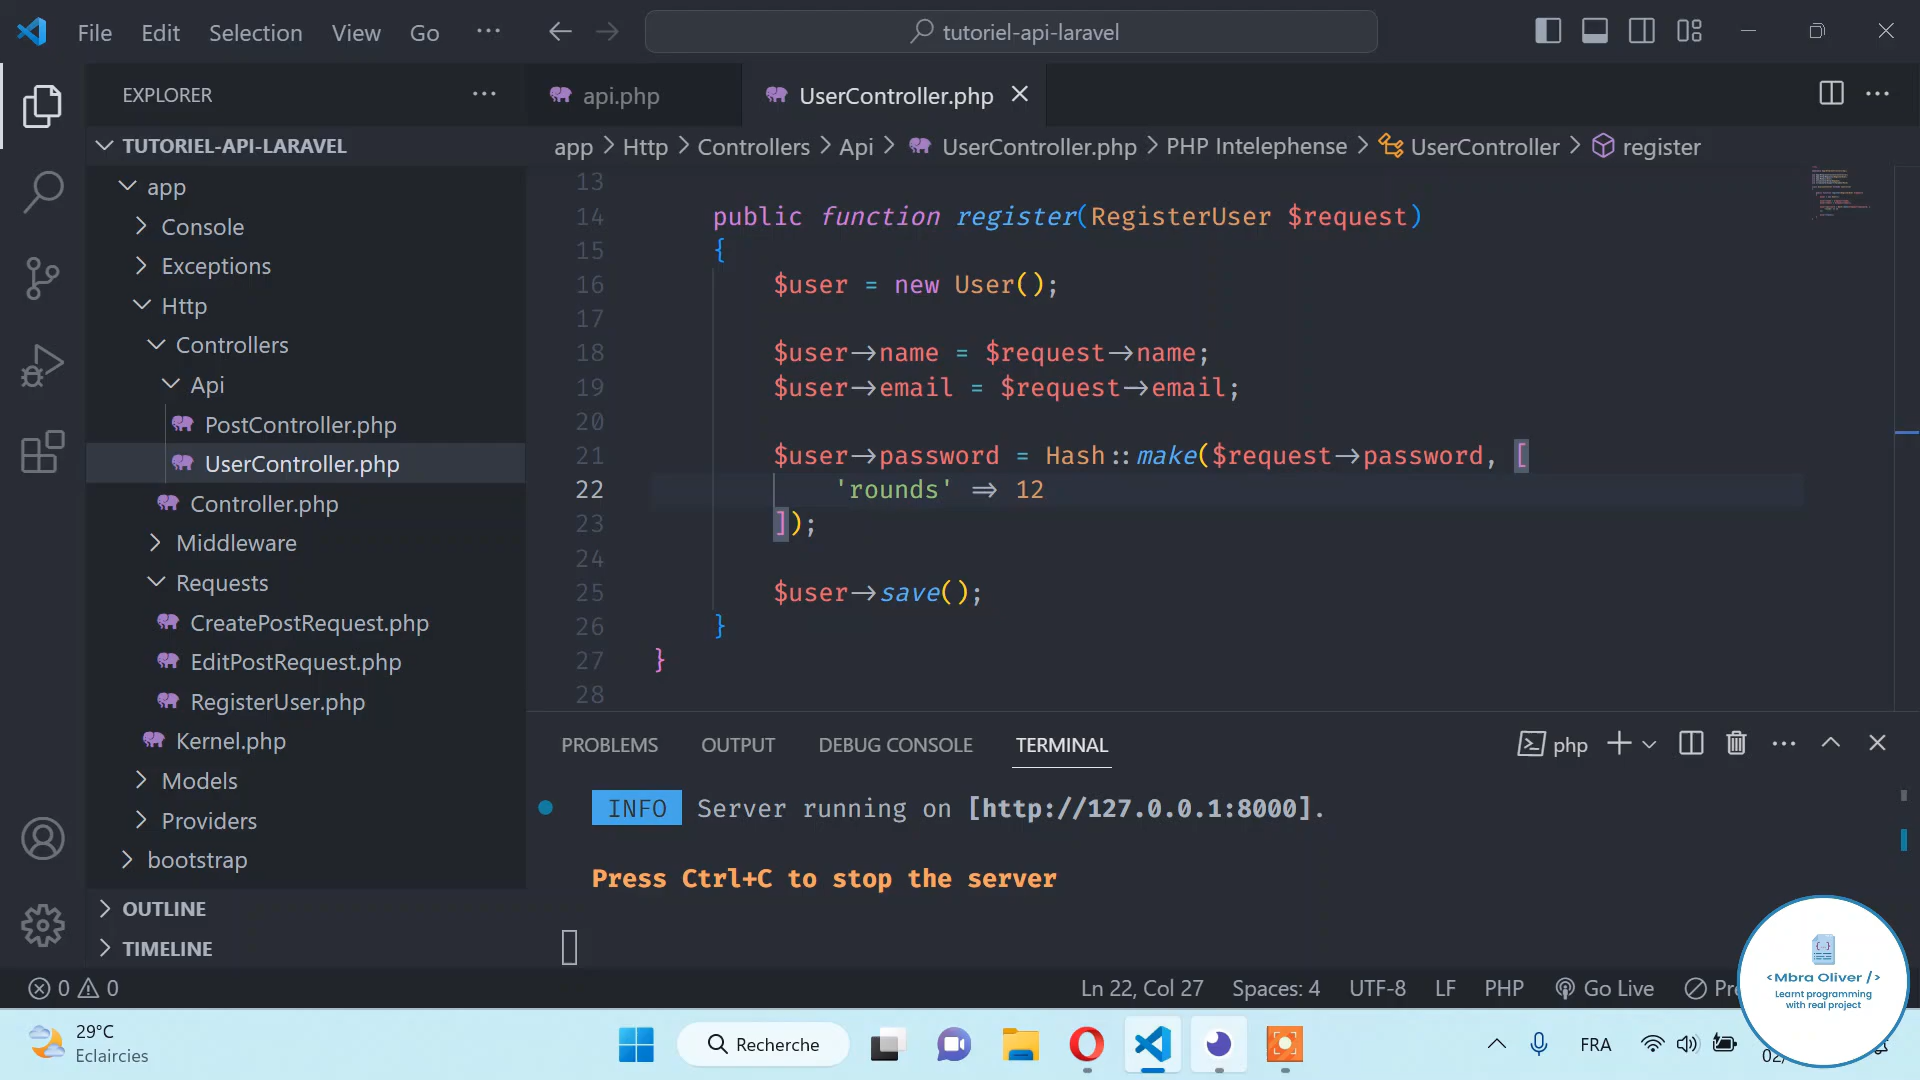 File Edit Selection View Go ···
tutoriel-api-laravel
EXPLORER
api.php
UserController.php
TUTORIEL-API-LARAVEL
app > Http > Controllers > Api > UserController.php > PHP Intelephense > UserController > register
app
Console
Exceptions
Http
Controllers
Api
PostController.php
UserController.php
Controller.php
Middleware
Requests
CreatePostRequest.php
EditPostRequest.php
RegisterUser.php
Kernel.php
Models
Providers
bootstrap
OUTLINE
TIMELINE
13
14 public function register(RegisterUser $request)
15 {
16 $user = new User();
17
18 $user->name = $request->name;
19 $user->email = $request->email;
20
21 $user->password = Hash::make($request->password, [
22 'rounds' => 12
23 ]);
24
25 $user->save();
26 }
27 }
28
PROBLEMS OUTPUT DEBUG CONSOLE TERMINAL
php
INFO Server running on [http://127.0.0.1:8000].
Press Ctrl+C to stop the server
0 0
Ln 22, Col 27 Spaces: 4 UTF-8 LF PHP Go Live
{...}
<Mbra Oliver />
Learnt programming
with real project
29°C
Eclaircies
Recherche
FRA